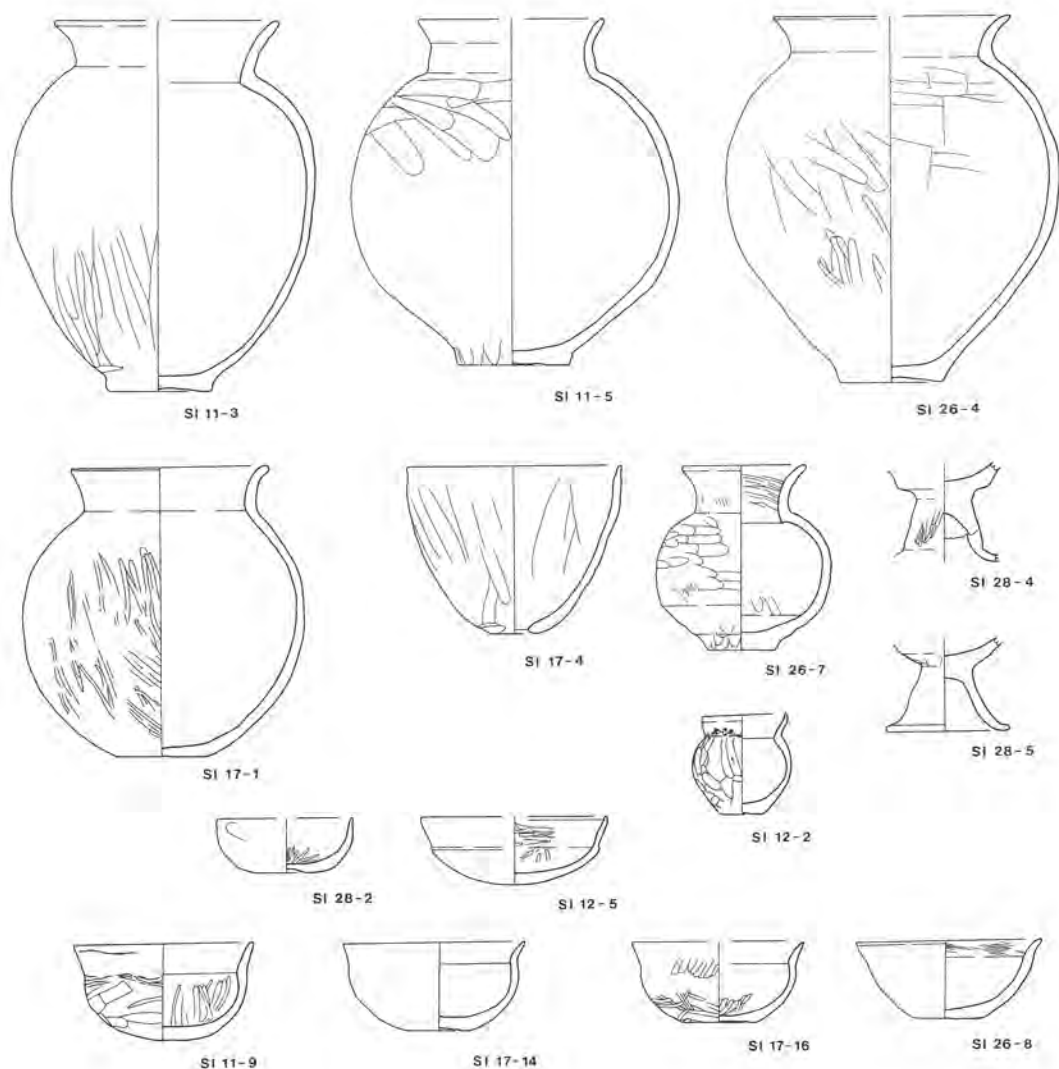 SI 11-3
SI 11-5
SI 26-4
SI 17-1
SI 17-4
SI 26-7
SI 28-4
SI 28-5
SI 12-2
SI 28-2
SI 12-5
SI 11-9
SI 17-14
SI 17-16
SI 26-8